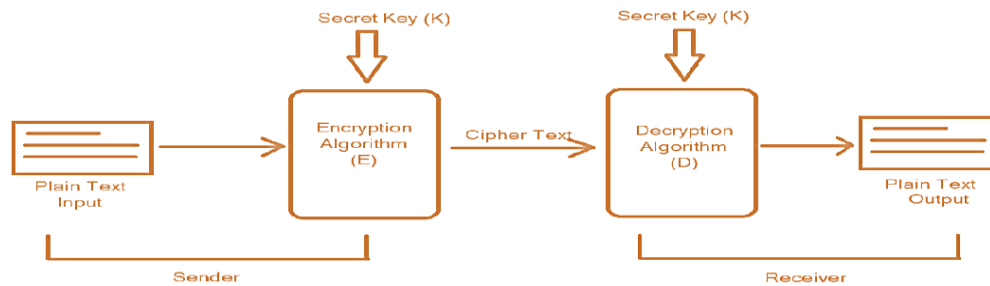 Secret Key (K)
Secret Key (K)
Encryption
Algorithm
(E)
Cipher Text
Decryption
Algorithm
(D)
Plain Text
Input
Plain Text
Output
Sender
Receiver